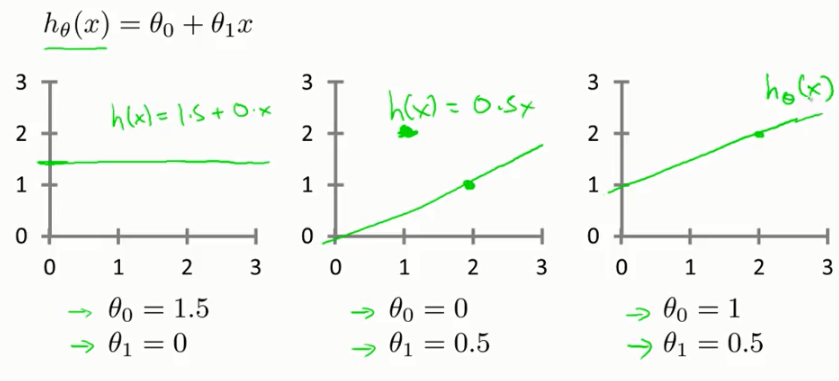 hθ(x) = θ0 + θ1x
h(x) = 1.5 + 0·x
3
2
1
0
0 1 2 3
→ θ0 = 1.5
→ θ1 = 0
h(x) = 0.5x
3
2
1
0
0 1 2 3
→ θ0 = 0
→ θ1 = 0.5
hθ(x)
3
2
1
0
0 1 2 3
→ θ0 = 1
→ θ1 = 0.5